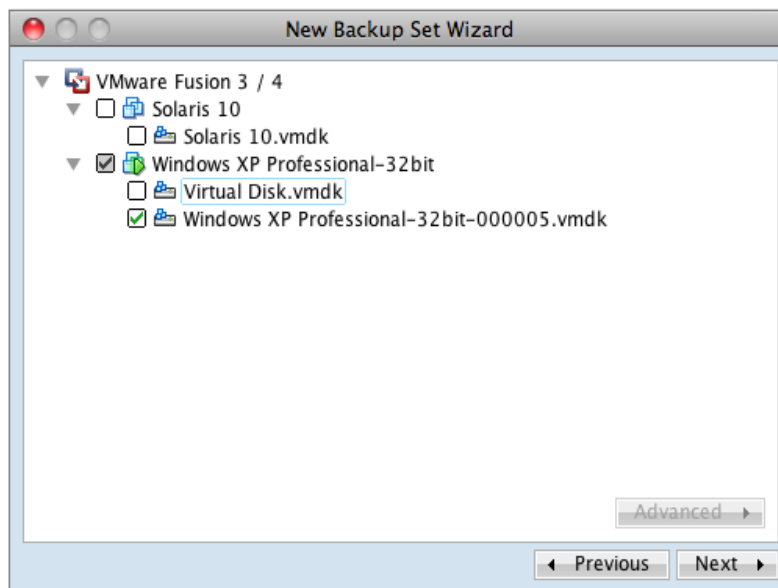 New Backup Set Wizard
VMware Fusion 3 / 4
Solaris 10
Solaris 10.vmdk
Windows XP Professional-32bit
Virtual Disk.vmdk
Windows XP Professional-32bit-000005.vmdk
Advanced
Previous
Next